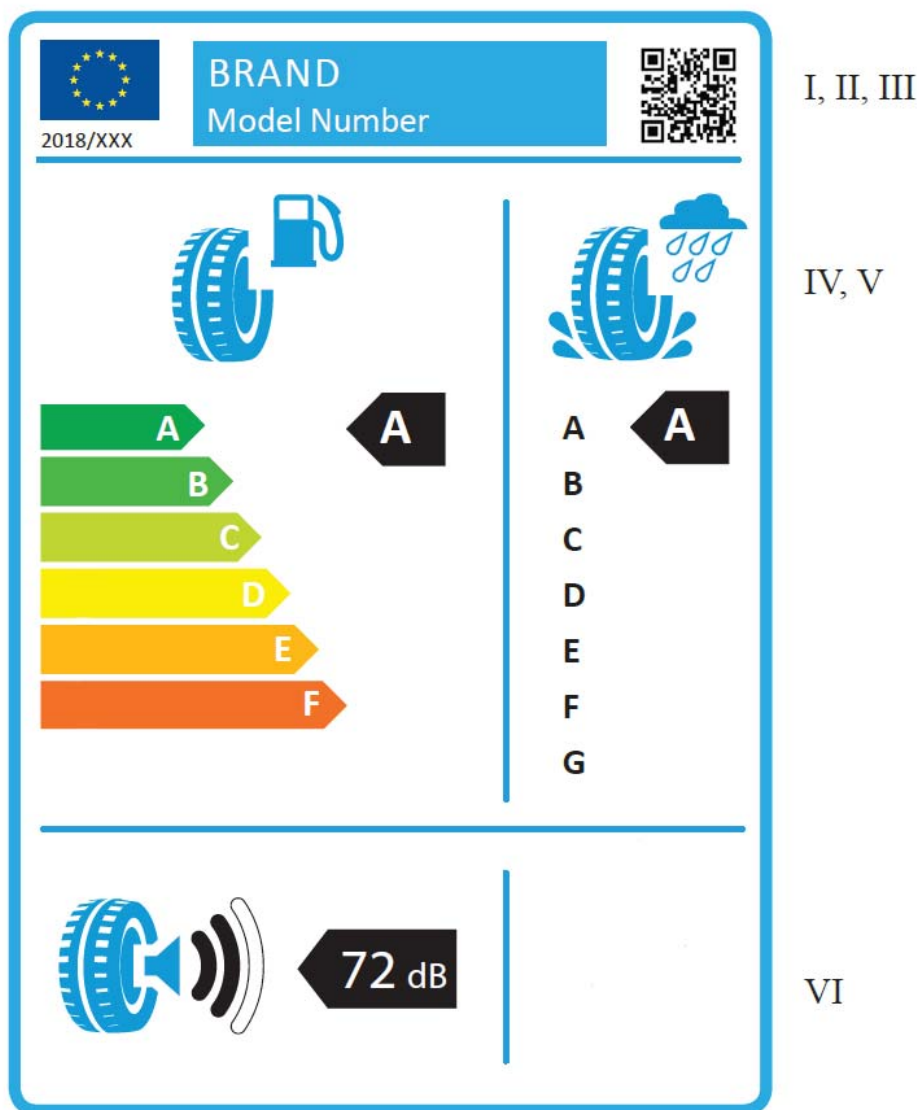 BRAND
Model Number
2018/XXX
I, II, III
IV, V
A
A
A
A
B
B
C
C
D
D
E
E
F
F
G
72 dB
VI